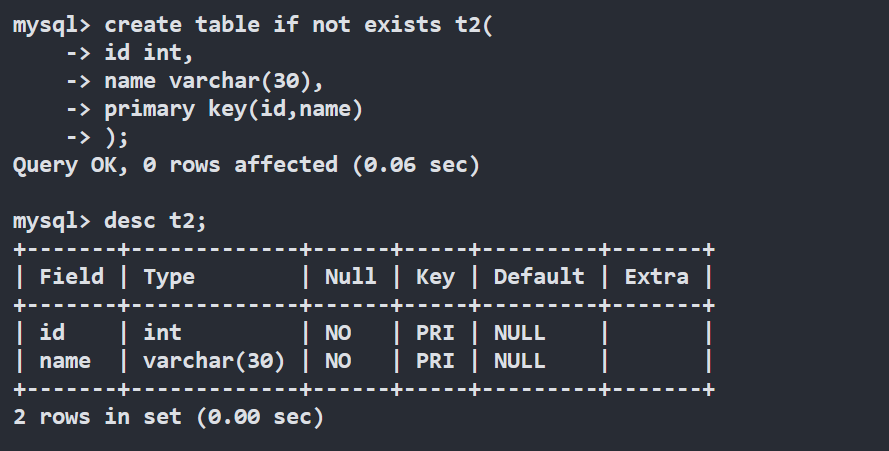 mysql> create table if not exists t2(
    -> id int,
    -> name varchar(30),
    -> primary key(id,name)
    -> );
Query OK, 0 rows affected (0.06 sec)

mysql> desc t2;
+-------+-------------+------+-----+---------+-------+
| Field | Type        | Null | Key | Default | Extra |
+-------+-------------+------+-----+---------+-------+
| id    | int         | NO   | PRI | NULL    |       |
| name  | varchar(30) | NO   | PRI | NULL    |       |
+-------+-------------+------+-----+---------+-------+
2 rows in set (0.00 sec)